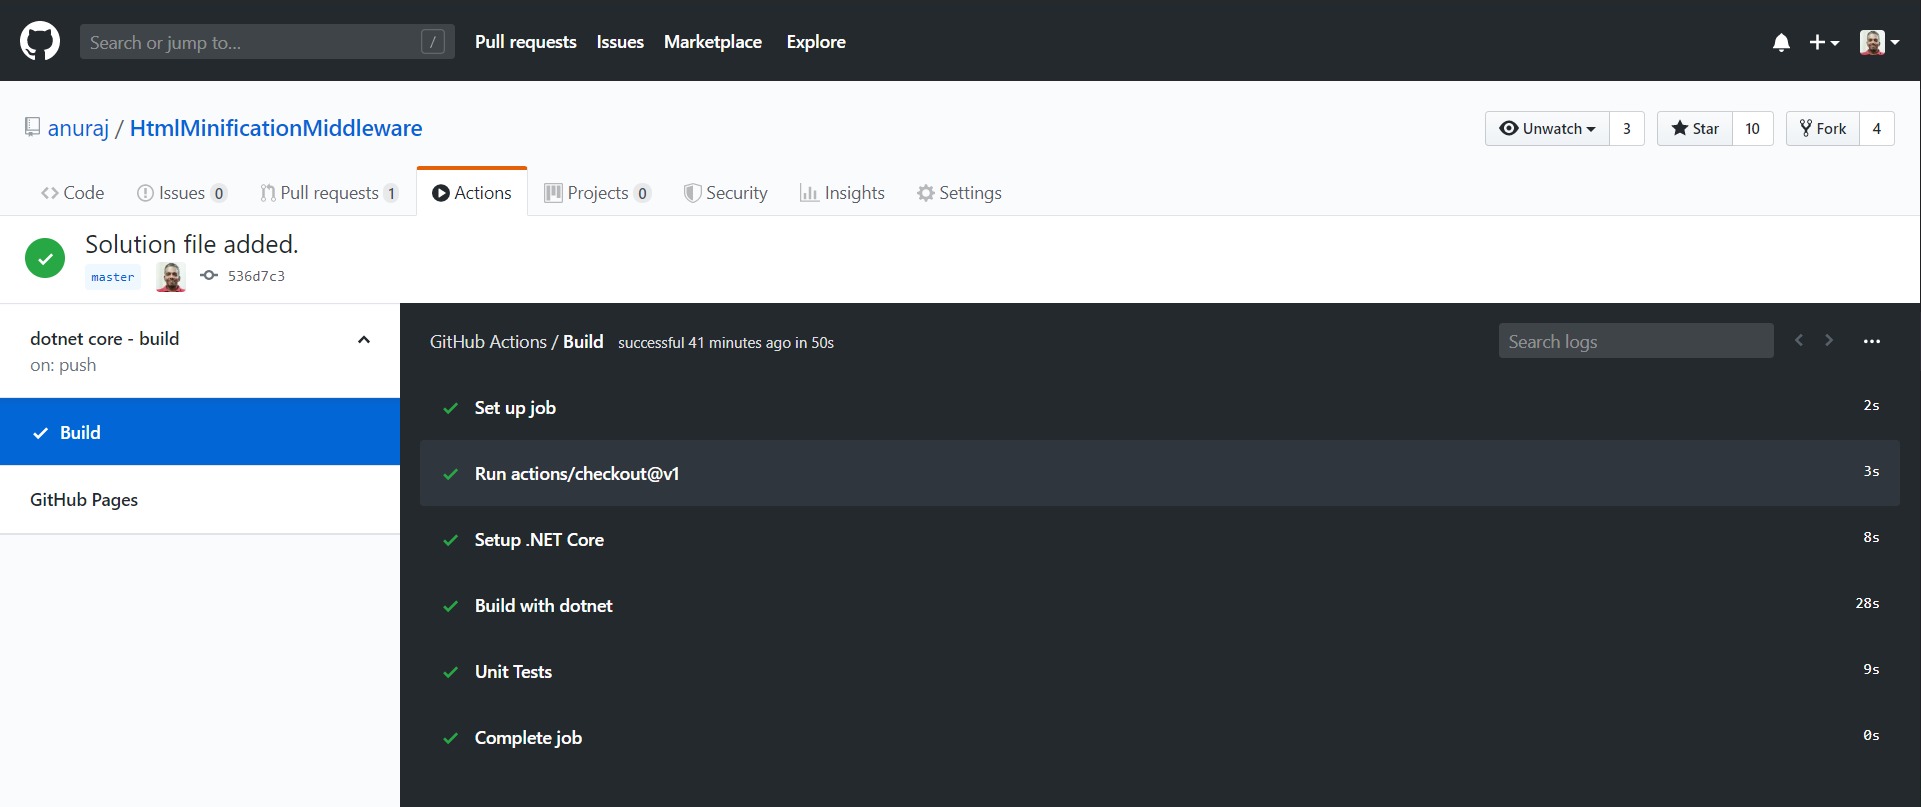 Search or jump to... /
Pull requests Issues Marketplace Explore
anuraj / HtmlMinificationMiddleware
Unwatch 3 Star 10 Fork 4
Code Issues 0 Pull requests 1 Actions Projects 0 Security Insights Settings
Solution file added.
master 536d7c3
dotnet core - build
on: push
Build
GitHub Pages
GitHub Actions / Build successful 41 minutes ago in 50s
Search logs
Set up job 2s
Run actions/checkout@v1 3s
Setup .NET Core 8s
Build with dotnet 28s
Unit Tests 9s
Complete job 0s